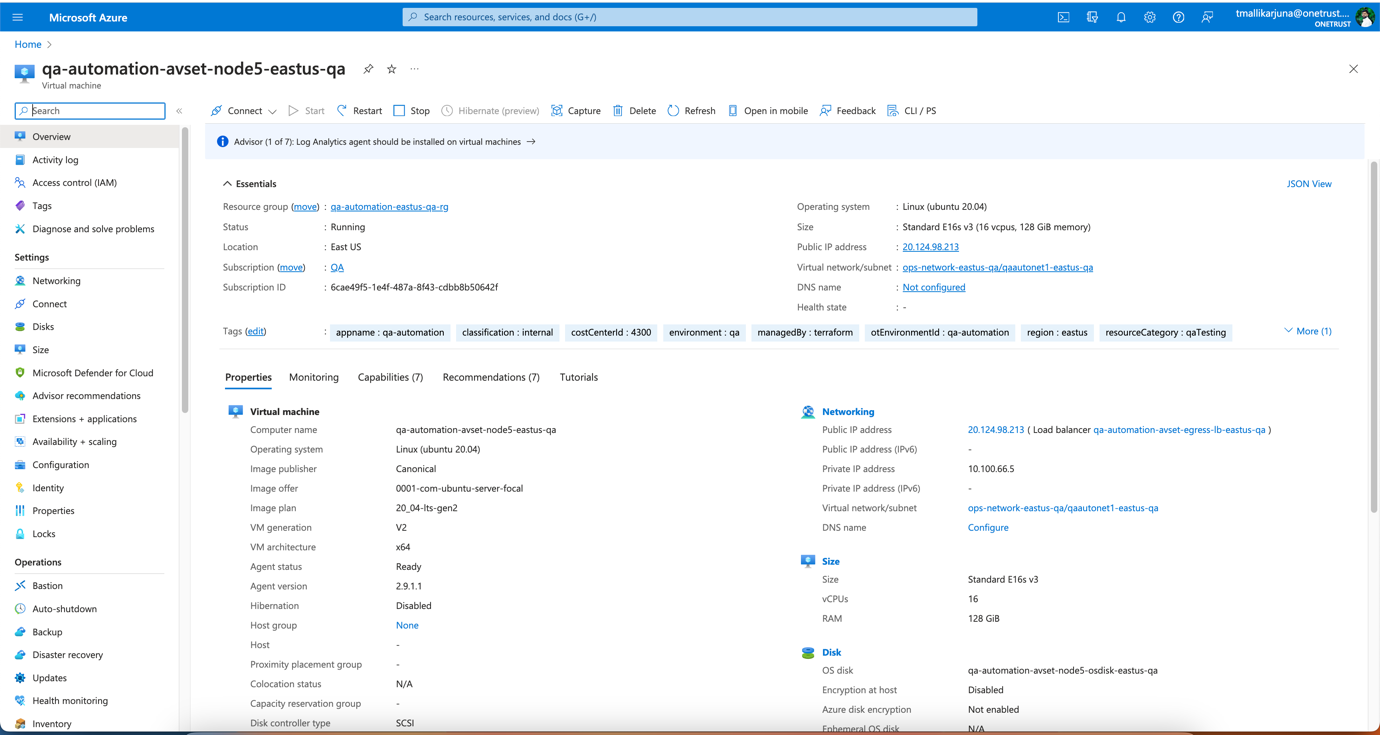 Microsoft Azure
Search resources, services, and docs (G+/)
tmallikarjuna@onetrust....
ONETRUST
Home >
qa-automation-avset-node5-eastus-qa
Virtual machine
Search
Connect
Start
Restart
Stop
Hibernate (preview)
Capture
Delete
Refresh
Open in mobile
Feedback
CLI / PS
Advisor (1 of 7): Log Analytics agent should be installed on virtual machines →
Overview
Activity log
Access control (IAM)
Tags
Diagnose and solve problems
Settings
Networking
Connect
Disks
Size
Microsoft Defender for Cloud
Advisor recommendations
Extensions + applications
Availability + scaling
Configuration
Identity
Properties
Locks
Operations
Bastion
Auto-shutdown
Backup
Disaster recovery
Updates
Health monitoring
Inventory
Essentials
JSON View
Resource group (move) : qa-automation-eastus-qa-rg
Status : Running
Location : East US
Subscription (move) : QA
Subscription ID : 6cae49f5-1e4f-487a-8f43-cdbb8b50642f
Operating system : Linux (ubuntu 20.04)
Size : Standard E16s v3 (16 vcpus, 128 GiB memory)
Public IP address : 20.124.98.213
Virtual network/subnet : ops-network-eastus-qa/qaautonet1-eastus-qa
DNS name : Not configured
Health state : -
Tags (edit) : appname : qa-automation classification : internal costCenterId : 4300 environment : qa managedBy : terraform otEnvironmentId : qa-automation region : eastus resourceCategory : qaTesting More (1)
Properties Monitoring Capabilities (7) Recommendations (7) Tutorials
Virtual machine
Computer name qa-automation-avset-node5-eastus-qa
Operating system Linux (ubuntu 20.04)
Image publisher Canonical
Image offer 0001-com-ubuntu-server-focal
Image plan 20_04-lts-gen2
VM generation V2
VM architecture x64
Agent status Ready
Agent version 2.9.1.1
Hibernation Disabled
Host group None
Host -
Proximity placement group -
Colocation status N/A
Capacity reservation group -
Disk controller type SCSI
Networking
Public IP address 20.124.98.213 ( Load balancer qa-automation-avset-egress-lb-eastus-qa )
Public IP address (IPv6) -
Private IP address 10.100.66.5
Private IP address (IPv6) -
Virtual network/subnet ops-network-eastus-qa/qaautonet1-eastus-qa
DNS name Configure
Size
Size Standard E16s v3
vCPUs 16
RAM 128 GiB
Disk
OS disk qa-automation-avset-node5-osdisk-eastus-qa
Encryption at host Disabled
Azure disk encryption Not enabled
Ephemeral OS disk N/A